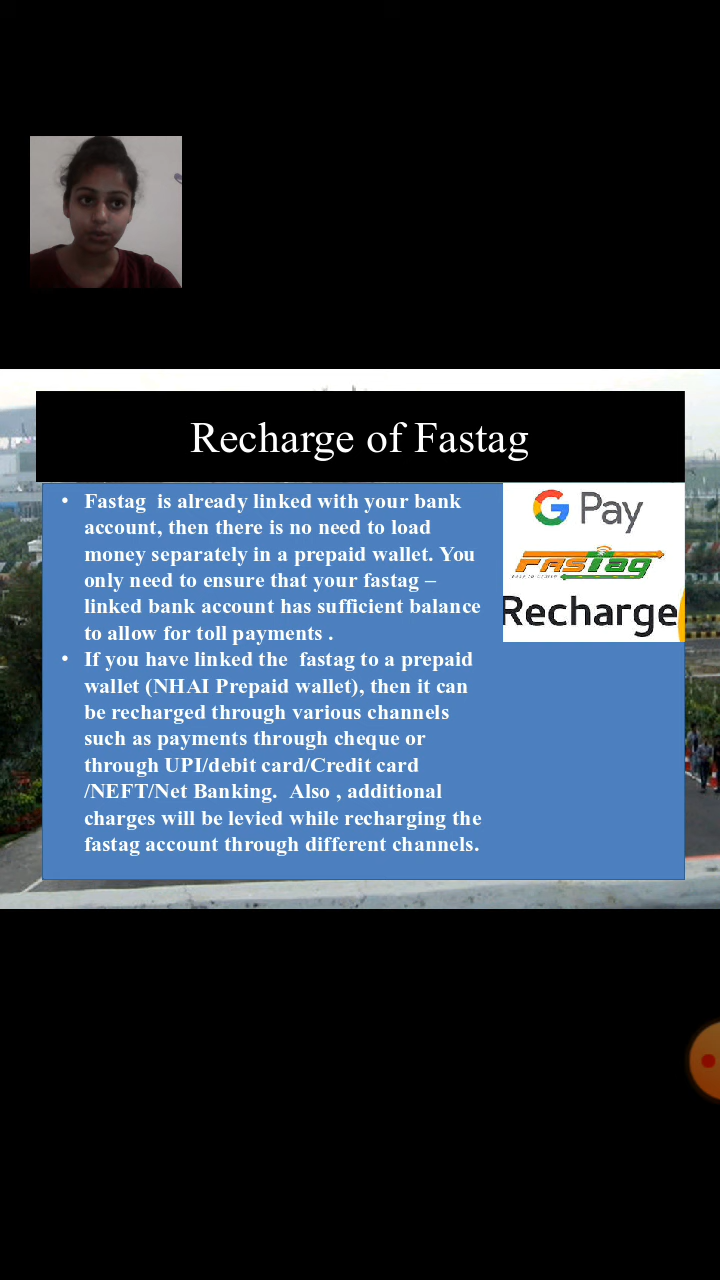 Recharge of Fastag
• Fastag  is already linked with your bank
account, then there is no need to load
money separately in a prepaid wallet. You
only need to ensure that your fastag –
linked bank account has sufficient balance
to allow for toll payments .
• If you have linked the  fastag to a prepaid
wallet (NHAI Prepaid wallet), then it can
be recharged through various channels
such as payments through cheque or
through UPI/debit card/Credit card
/NEFT/Net Banking.  Also , additional
charges will be levied while recharging the
fastag account through different channels.
G Pay
FASTag
Recharge